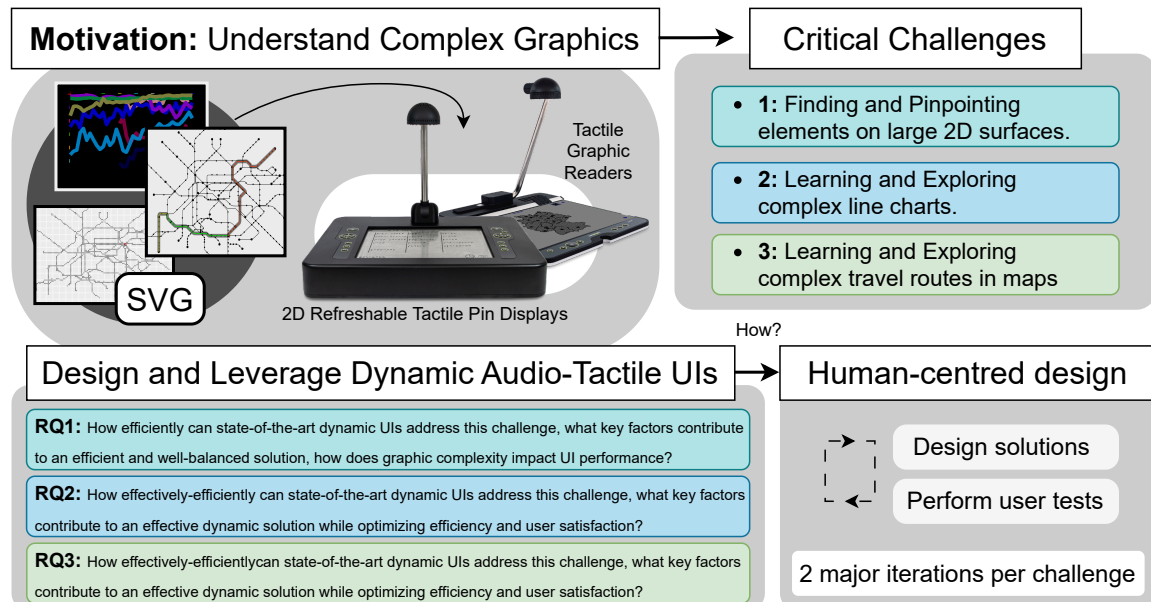 Motivation: Understand Complex Graphics
Critical Challenges
SVG
Tactile
Graphic
Readers
2D Refreshable Tactile Pin Displays
• 1: Finding and Pinpointing
elements on large 2D surfaces.
• 2: Learning and Exploring
complex line charts.
• 3: Learning and Exploring
complex travel routes in maps
How?
Design and Leverage Dynamic Audio-Tactile UIs
Human-centred design
RQ1: How efficiently can state-of-the-art dynamic UIs address this challenge, what key factors contribute
to an efficient and well-balanced solution, how does graphic complexity impact UI performance?
RQ2: How effectively-efficiently can state-of-the-art dynamic UIs address this challenge, what key factors
contribute to an effective dynamic solution while optimizing efficiency and user satisfaction?
RQ3: How effectively-efficientlycan state-of-the-art dynamic UIs address this challenge, what key factors
contribute to an effective dynamic solution while optimizing efficiency and user satisfaction?
Design solutions
Perform user tests
2 major iterations per challenge